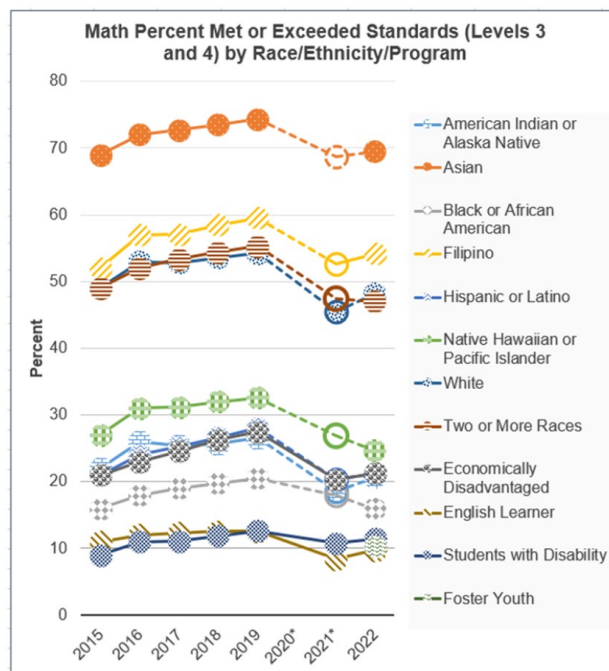 Math Percent Met or Exceeded Standards (Levels 3
and 4) by Race/Ethnicity/Program
80
70
60
50
40
30
20
10
0
Percent
2015
2016
2017
2018
2019
2020*
2021*
2022
American Indian or
Alaska Native
Asian
Black or African
American
Filipino
Hispanic or Latino
Native Hawaiian or
Pacific Islander
White
Two or More Races
Economically
Disadvantaged
English Learner
Students with Disability
Foster Youth